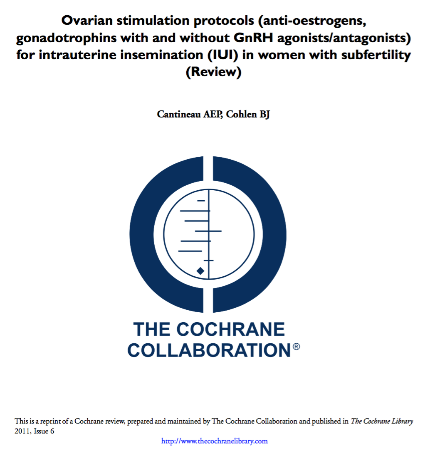 Ovarian stimulation protocols (anti-oestrogens,
gonadotrophins with and without GnRH agonists/antagonists)
for intrauterine insemination (IUI) in women with subfertility
(Review)
Cantineau AEP, Cohlen BJ
THE COCHRANE
COLLABORATION®
This is a reprint of a Cochrane review, prepared and maintained by The Cochrane Collaboration and published in The Cochrane Library
2011, Issue 6
http://www.thecochranelibrary.com